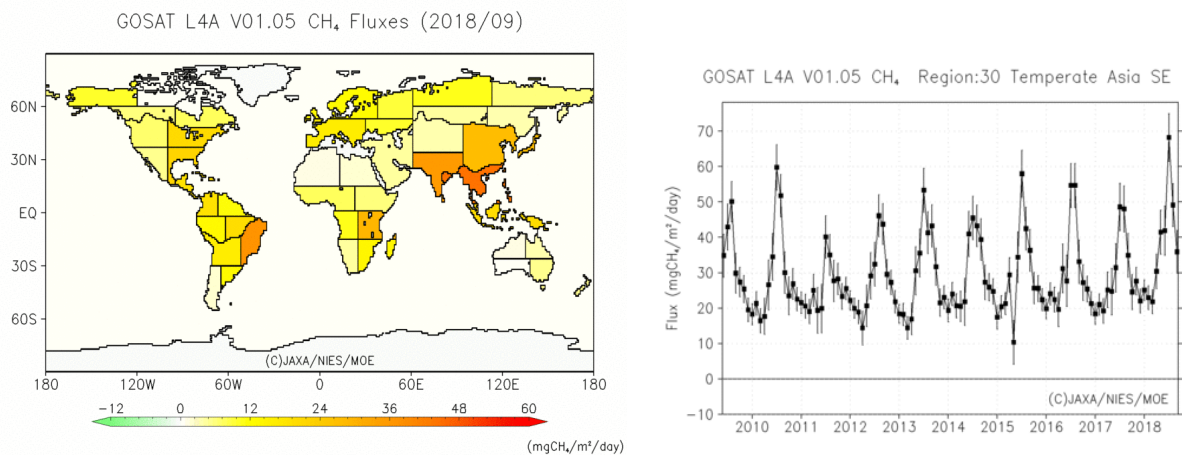 GOSAT L4A V01.05 CH₄ Fluxes (2018/09)
60N
30N
EQ
30S
60S
(C)JAXA/NIES/MOE
180 120W 60W 0 60E 120E 180
-12 0 12 24 36 48 60
(mgCH₄/m²/day)
GOSAT L4A V01.05 CH₄ Region:30 Temperate Asia SE
Flux (mgCH₄/m²/day)
70
60
50
40
30
20
10
0
-10
(C)JAXA/NIES/MOE
2010 2011 2012 2013 2014 2015 2016 2017 2018